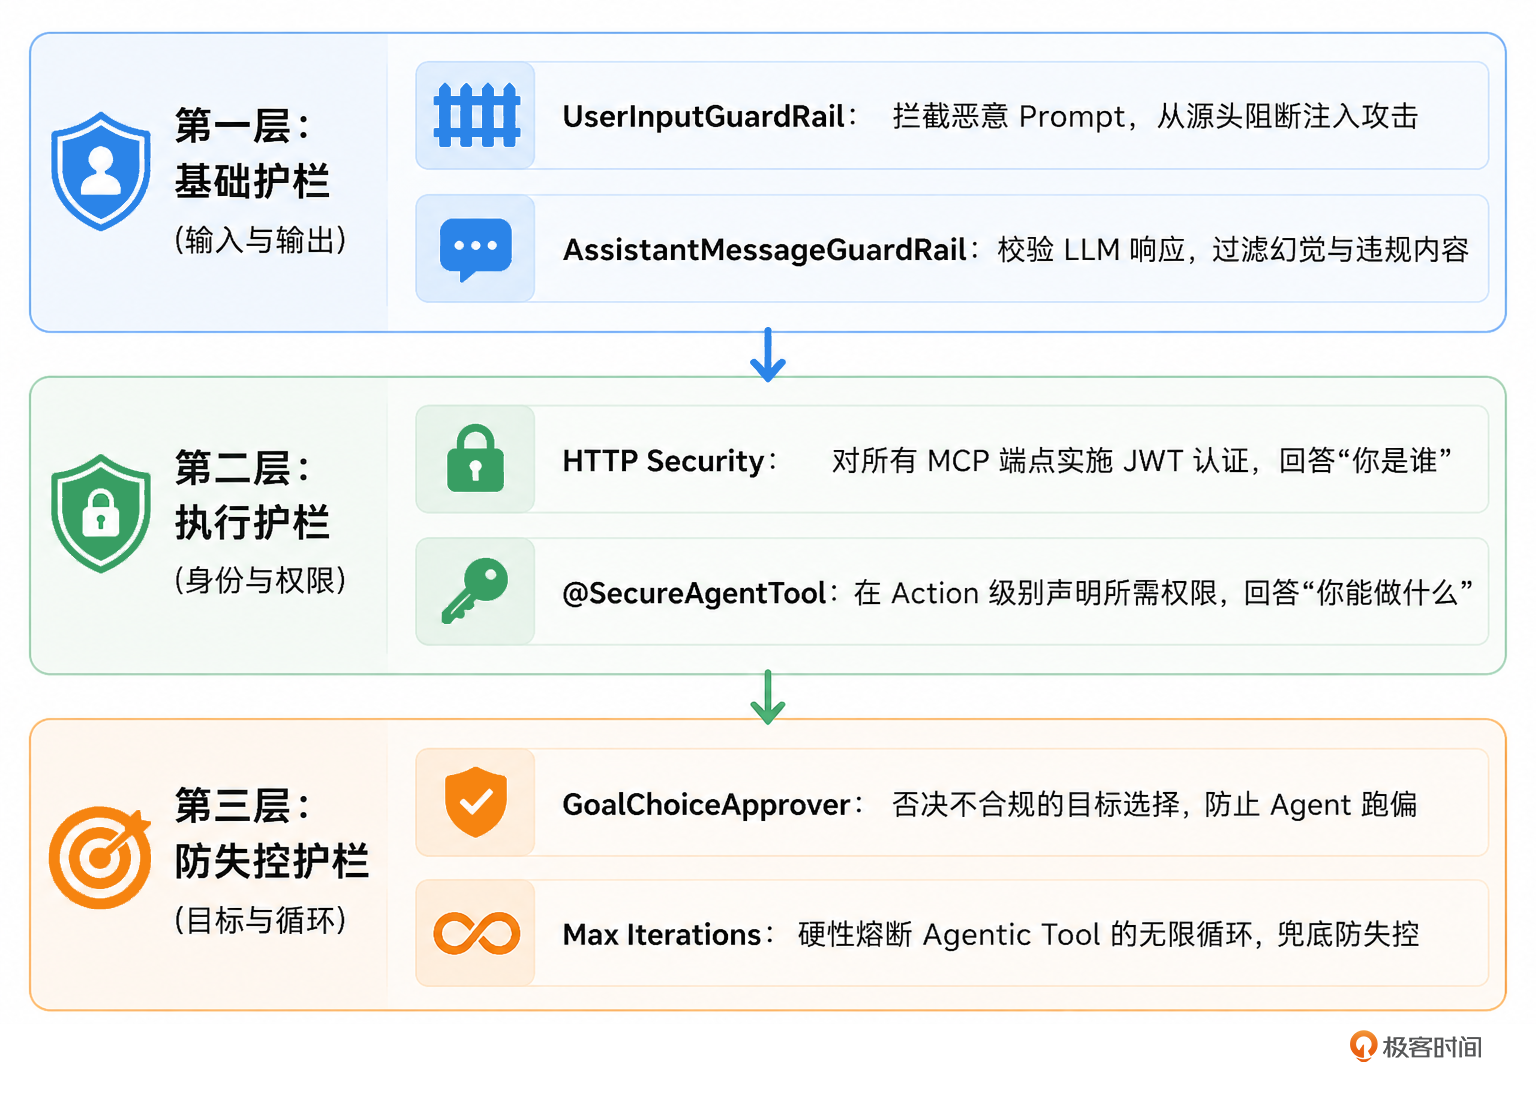 第一层：
基础护栏
(输入与输出)
UserInputGuardRail： 拦截恶意 Prompt，从源头阻断注入攻击
AssistantMessageGuardRail：校验 LLM 响应，过滤幻觉与违规内容
第二层：
执行护栏
(身份与权限)
HTTP Security： 对所有 MCP 端点实施 JWT 认证，回答“你是谁”
@SecureAgentTool：在 Action 级别声明所需权限，回答“你能做什么”
第三层：
防失控护栏
(目标与循环)
GoalChoiceApprover： 否决不合规的目标选择，防止 Agent 跑偏
Max Iterations： 硬性熔断 Agentic Tool 的无限循环，兜底防失控
极客时间